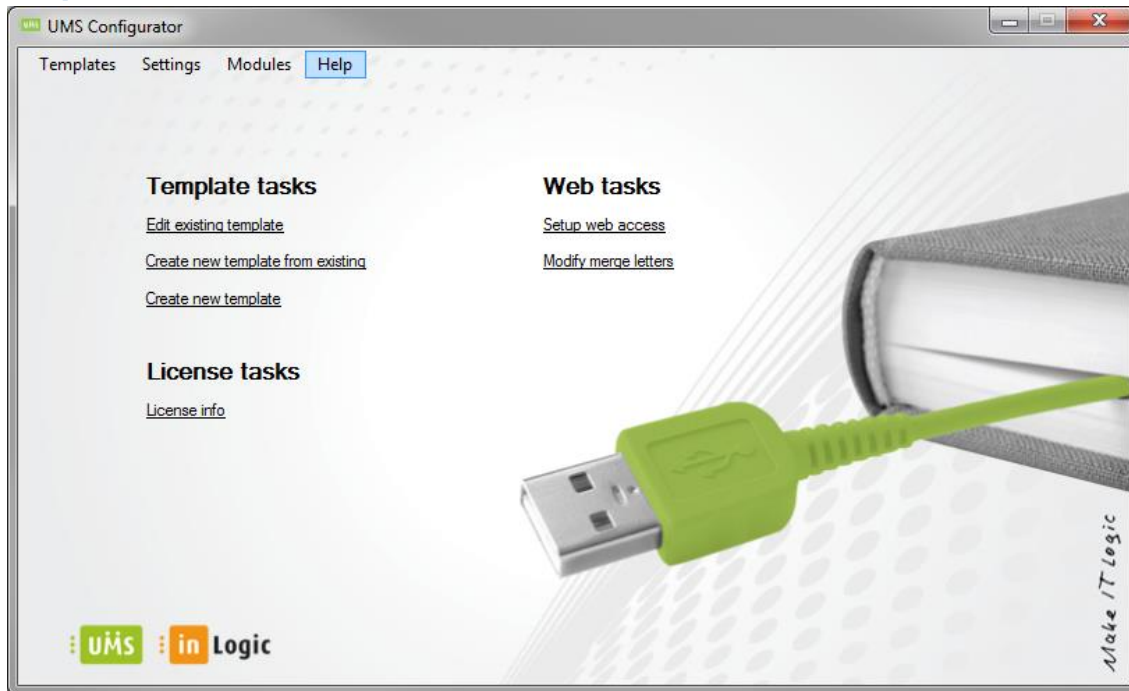 UMS Configurator
Templates Settings Modules Help
Template tasks
Edit existing template
Create new template from existing
Create new template
Web tasks
Setup web access
Modify merge letters
License tasks
License info
UMS in Logic
Make IT Logic